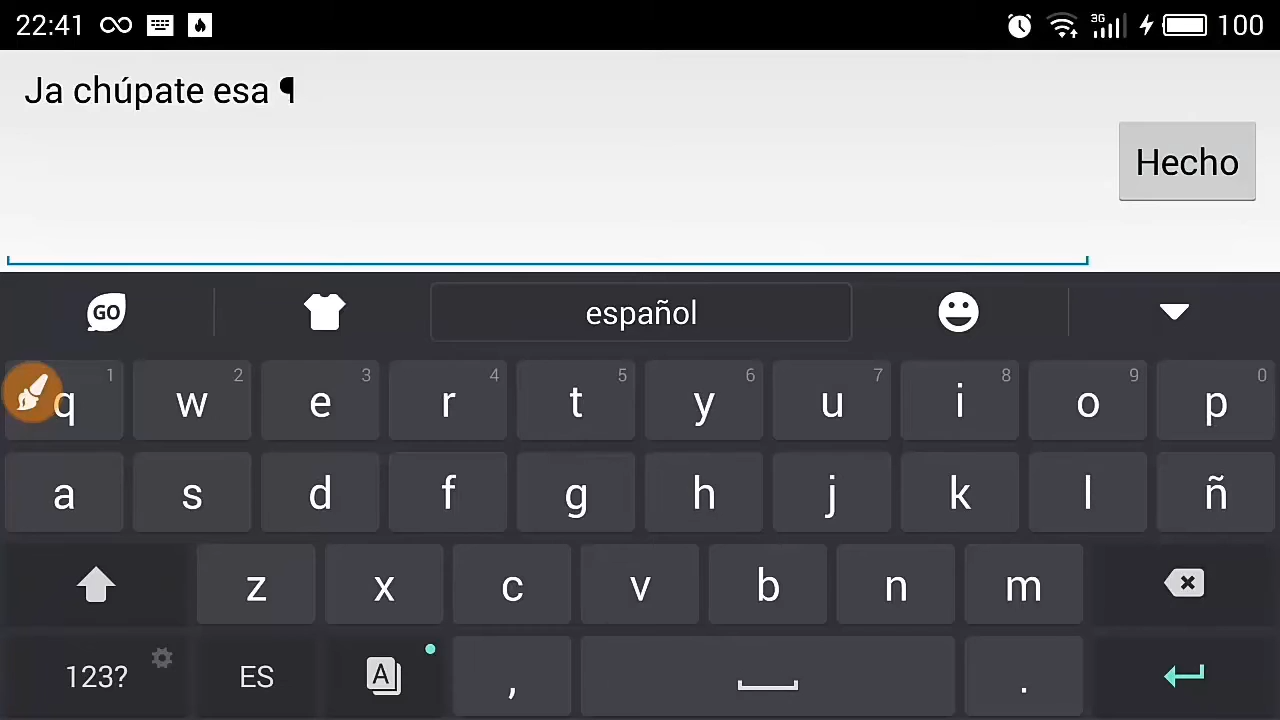 22:41 3G 100
Ja chúpate esa ¶
Hecho
GO español
q 1 w 2 e 3 r 4 t 5 y 6 u 7 i 8 o 9 p 0
a s d f g h j k l ñ
z x c v b n m
123? ES A , .